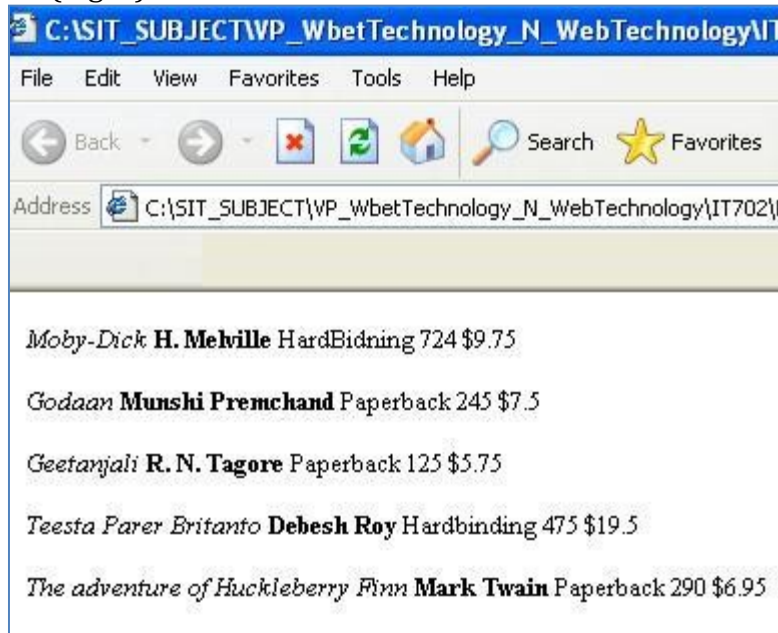 C:\SIT_SUBJECT\VP_WbetTechnology_N_WebTechnology\IT
File Edit View Favorites Tools Help
Back Search Favorites
Address C:\SIT_SUBJECT\VP_WbetTechnology_N_WebTechnology\IT702\
Moby-Dick H. Melville HardBidning 724 $9.75
Godaan Munshi Premchand Paperback 245 $7.5
Geetanjali R. N. Tagore Paperback 125 $5.75
Teesta Parer Britanto Debesh Roy Hardbinding 475 $19.5
The adventure of Huckleberry Finn Mark Twain Paperback 290 $6.95